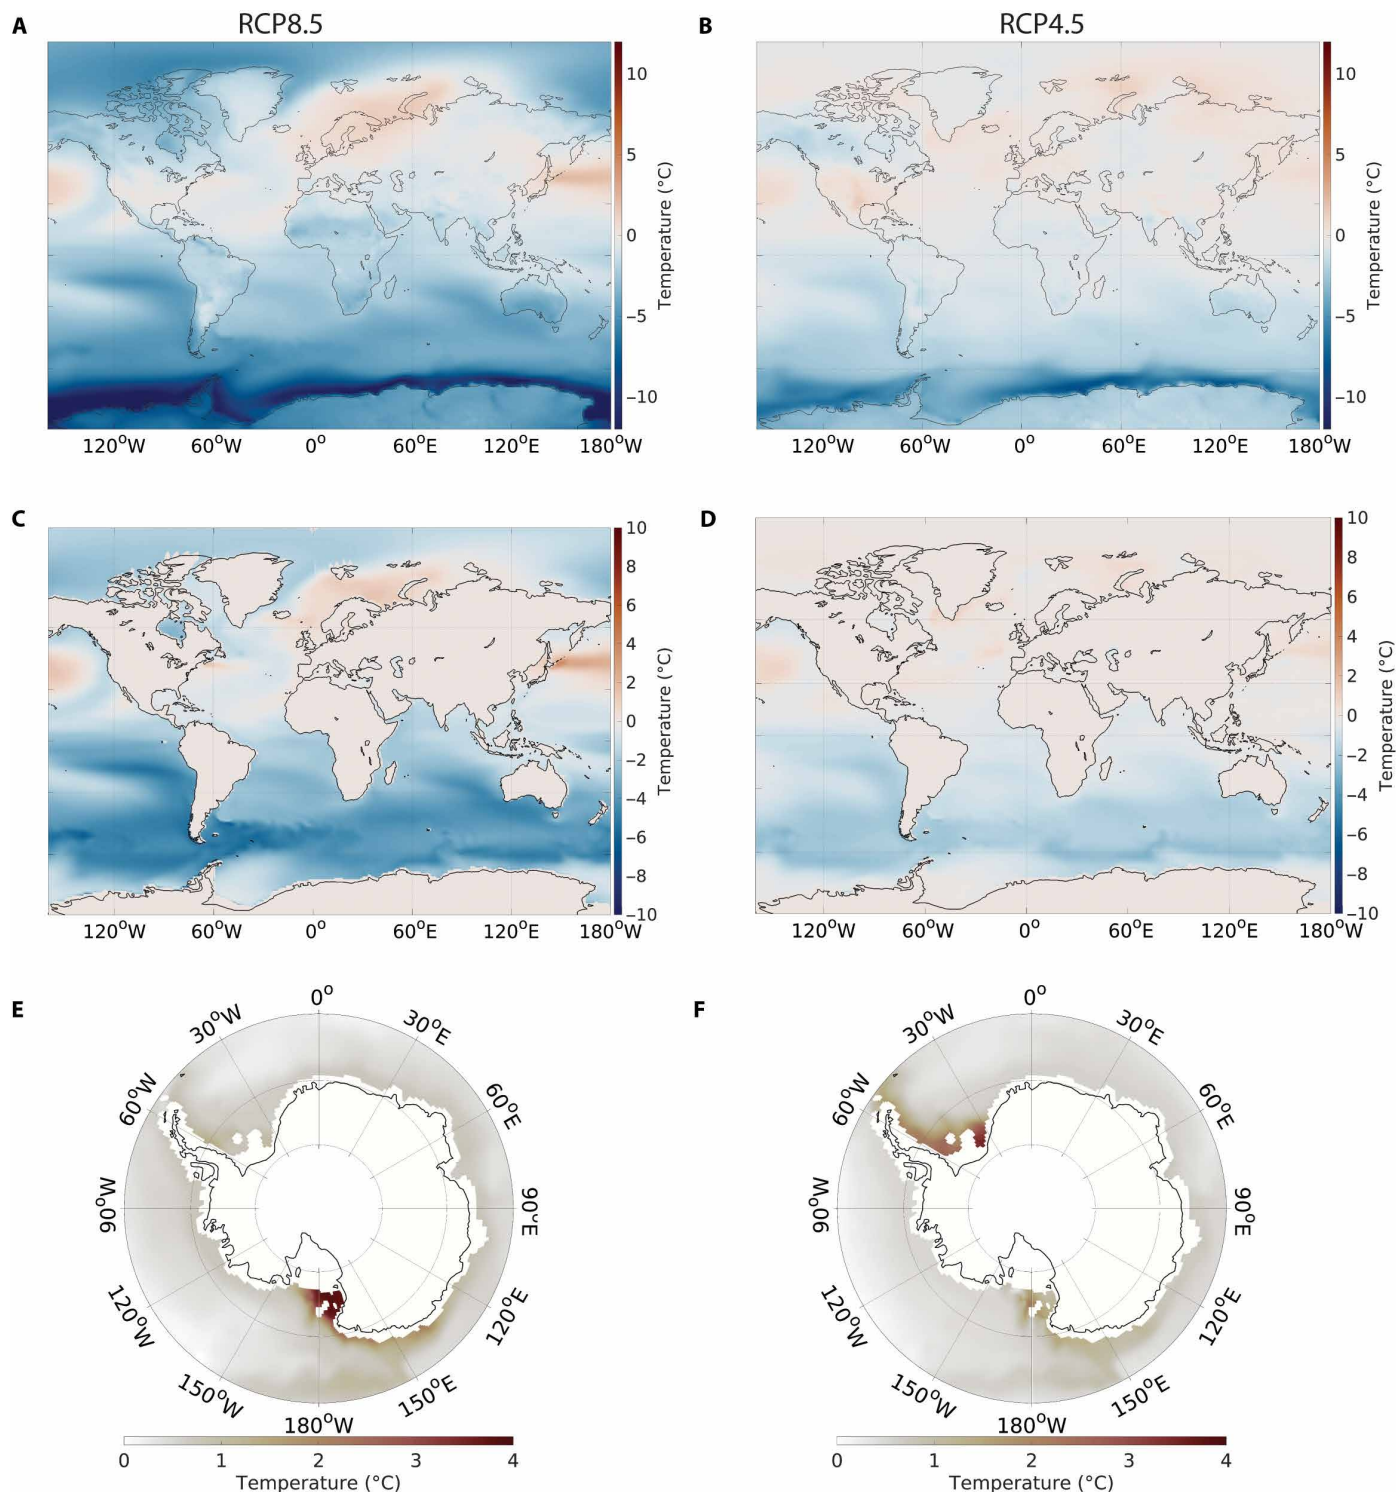 A RCP8.5
B RCP4.5
10
5
0
−5
−10
Temperature (°C)
120°W 60°W 0° 60°E 120°E 180°W
10
5
0
−5
−10
Temperature (°C)
120°W 60°W 0° 60°E 120°E 180°W
C
10
8
6
4
2
0
−2
−4
−6
−8
−10
Temperature (°C)
120°W 60°W 0° 60°E 120°E 180°W
D
10
8
6
4
2
0
−2
−4
−6
−8
−10
Temperature (°C)
120°W 60°W 0° 60°E 120°E 180°W
E
0°
30°W 30°E
60°W 60°E
90°W 90°E
120°W 120°E
150°W 150°E
180°W
0 1 2 3 4
Temperature (°C)
F
0°
30°W 30°E
60°W 60°E
90°W 90°E
120°W 120°E
150°W 150°E
180°W
0 1 2 3 4
Temperature (°C)